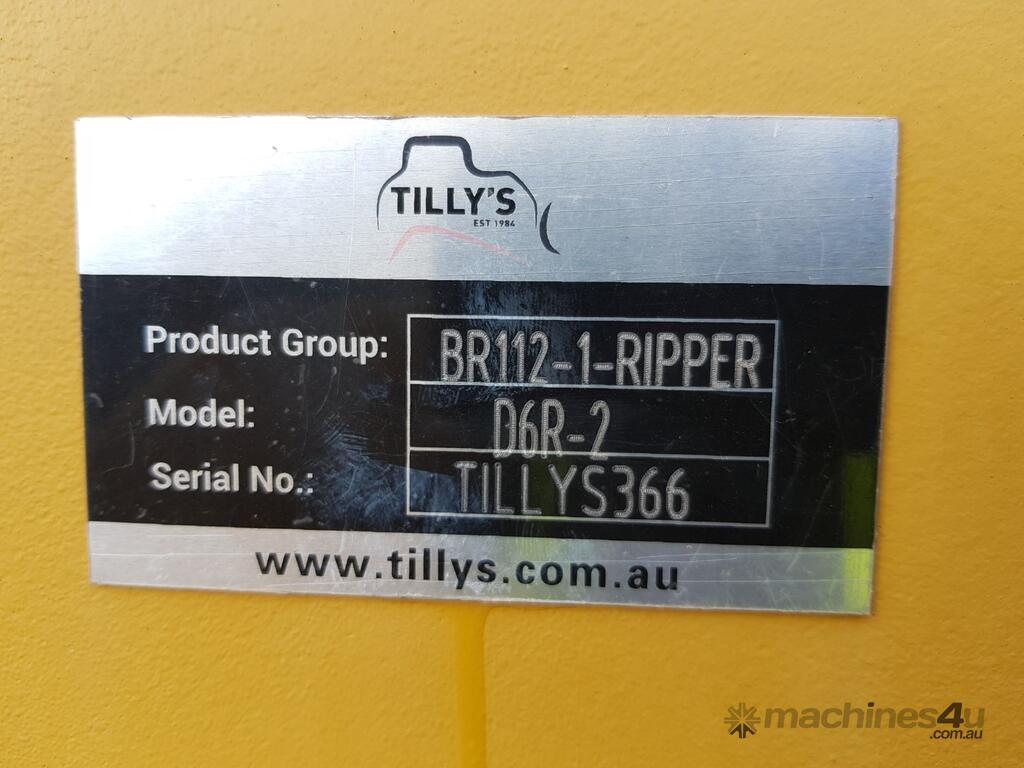 TILLY'S
EST 1984
Product Group: BR112-1-RIPPER
Model: D6R-2
Serial No.: TILLYS366
www.tillys.com.au
machines4u
.com.au